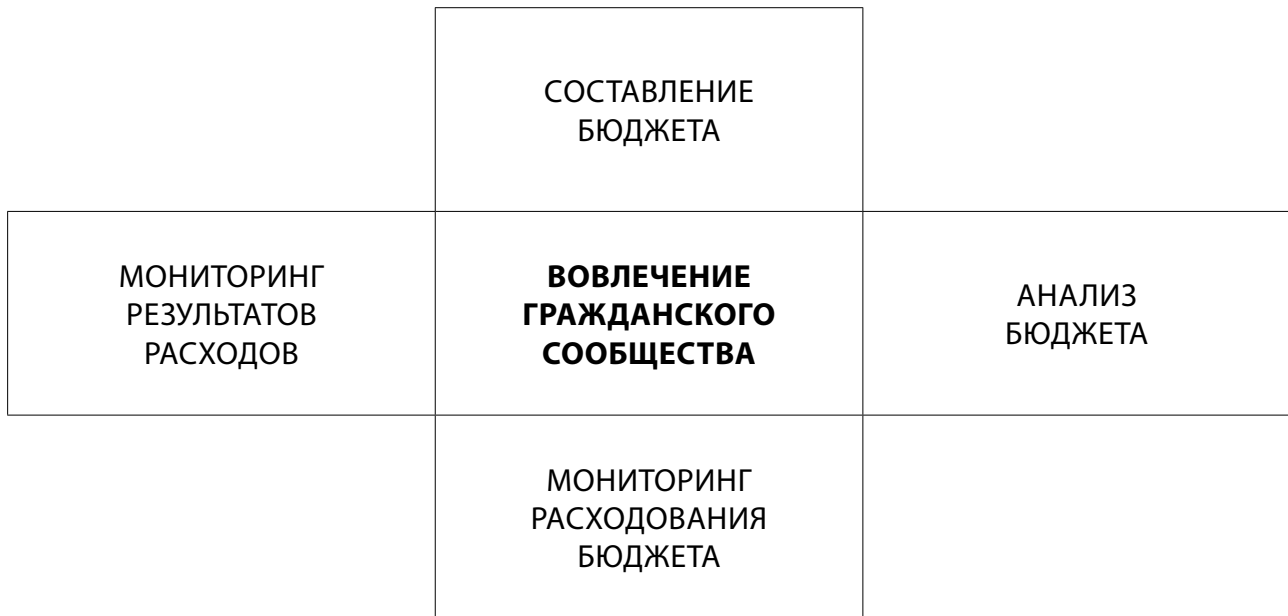 СОСТАВЛЕНИЕ
БЮДЖЕТА
МОНИТОРИНГ
РЕЗУЛЬТАТОВ
РАСХОДОВ
ВОВЛЕЧЕНИЕ
ГРАЖДАНСКОГО
СООБЩЕСТВА
АНАЛИЗ
БЮДЖЕТА
МОНИТОРИНГ
РАСХОДОВАНИЯ
БЮДЖЕТА